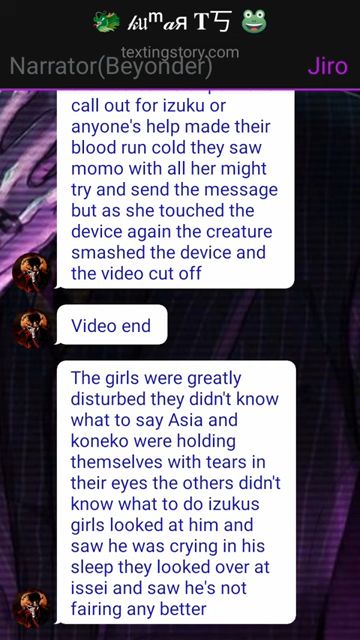 🐲 𝓀υᵐ𝒂я 𝐓丂 🐸
textingstory.com
Narrator(Beyonder)
Jiro
call out for izuku or
anyone's help made their
blood run cold they saw
momo with all her might
try and send the message
but as she touched the
device again the creature
smashed the device and
the video cut off
Video end
The girls were greatly
disturbed they didn't know
what to say Asia and
koneko were holding
themselves with tears in
their eyes the others didn't
know what to do izukus
girls looked at him and
saw he was crying in his
sleep they looked over at
issei and saw he's not
fairing any better